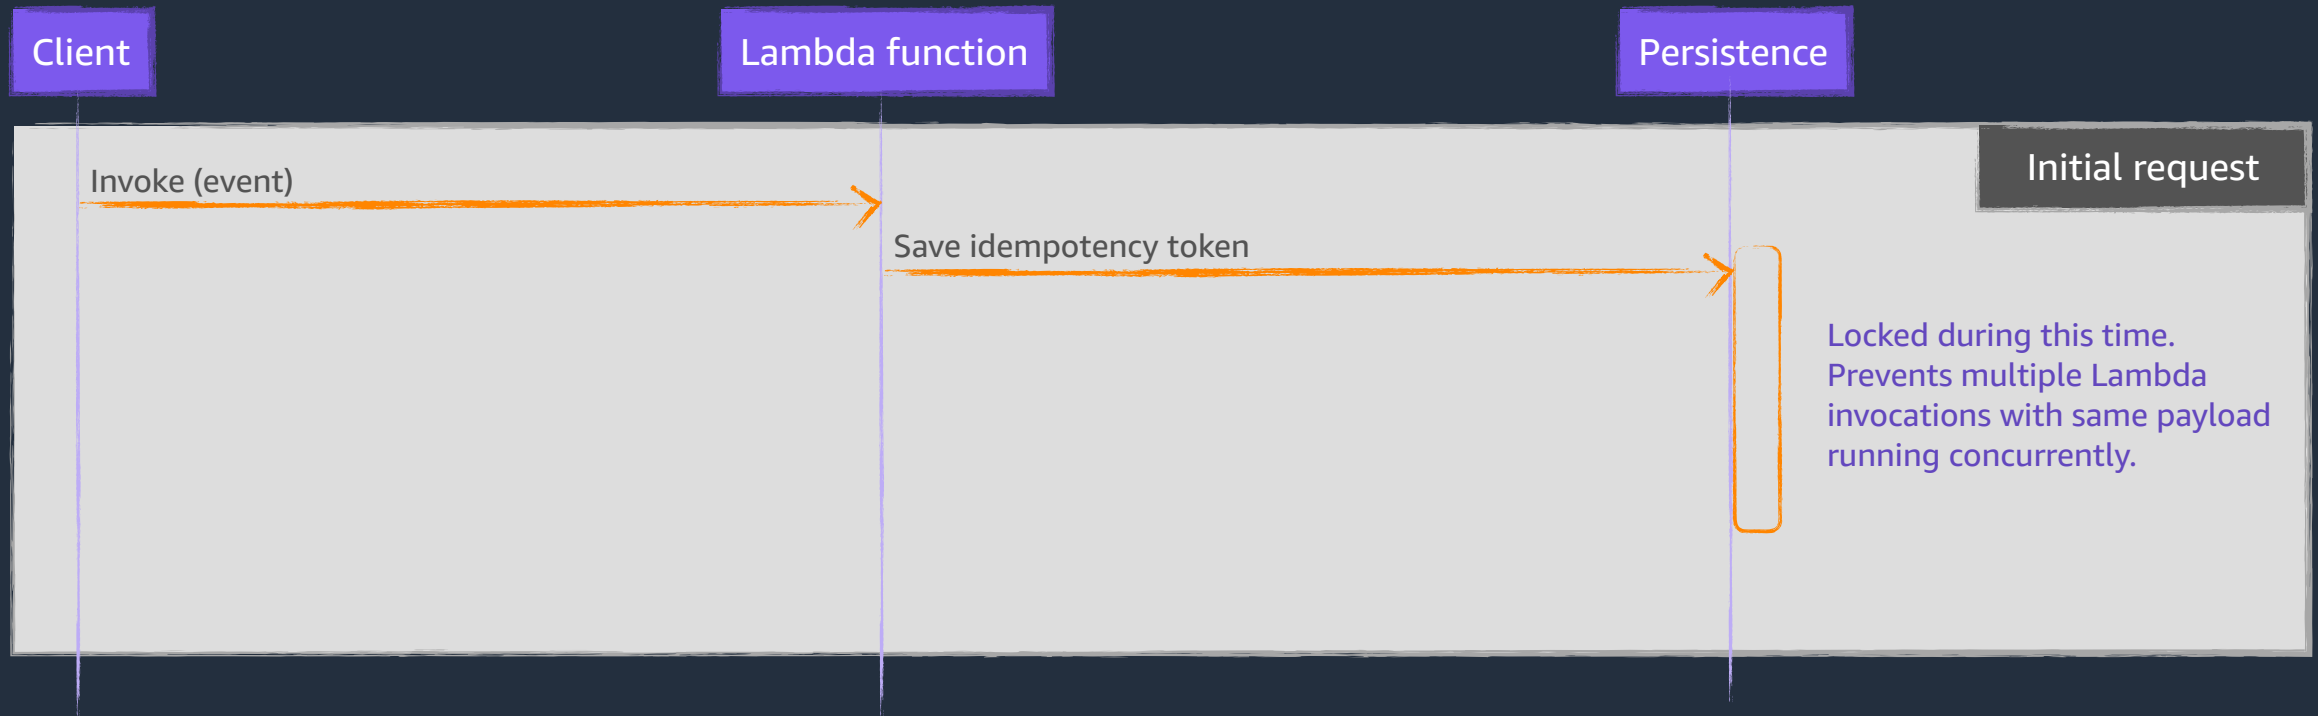 Client
Lambda function
Persistence
Initial request
Invoke (event)
Save idempotency token
Locked during this time.
Prevents multiple Lambda
invocations with same payload
running concurrently.